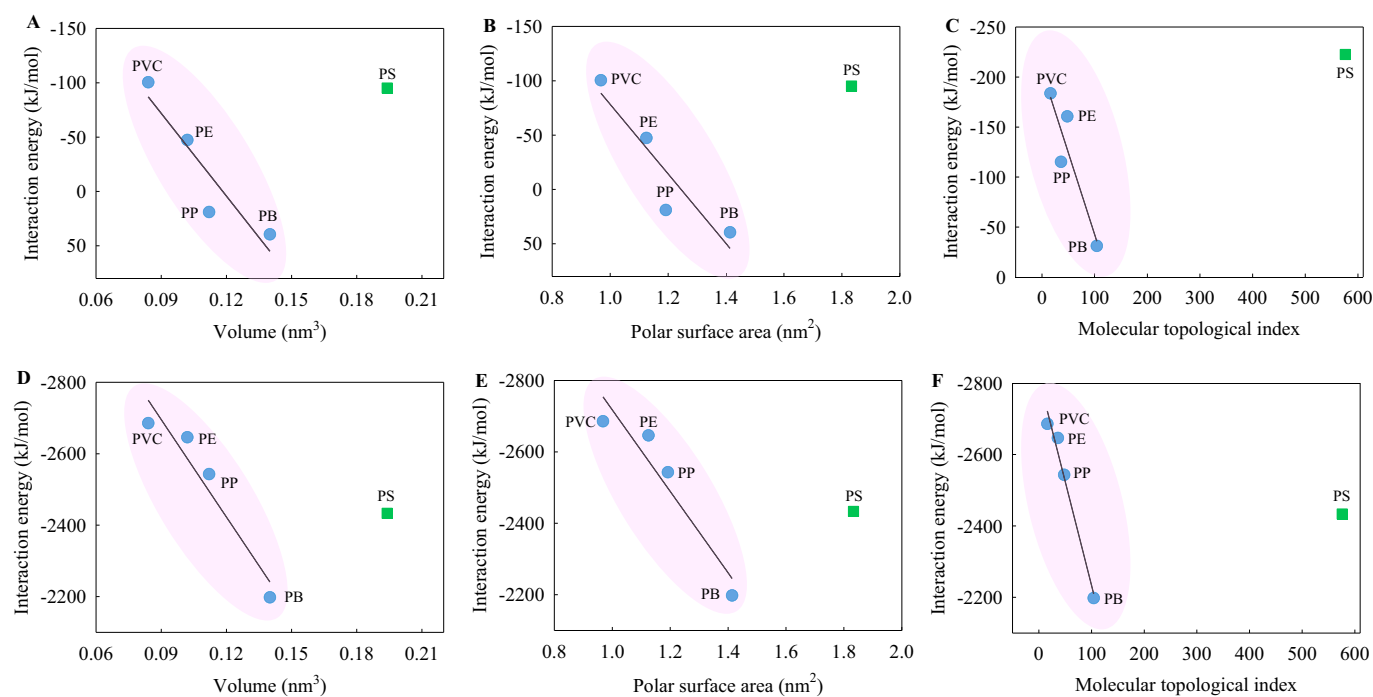 A
Interaction energy (kJ/mol)
-150
-100
-50
0
50
PVC
PE
PP
PB
PS
0.06
0.09
0.12
0.15
0.18
0.21
Volume (nm³)
B
Interaction energy (kJ/mol)
-150
-100
-50
0
50
PVC
PE
PP
PB
PS
0.8
1.0
1.2
1.4
1.6
1.8
2.0
Polar surface area (nm²)
C
Interaction energy (kJ/mol)
-250
-200
-150
-100
-50
0
PVC
PE
PP
PB
PS
0
100
200
300
400
500
600
Molecular topological index
D
Interaction energy (kJ/mol)
-2800
-2600
-2400
-2200
PVC
PE
PP
PS
PB
0.06
0.09
0.12
0.15
0.18
0.21
Volume (nm³)
E
Interaction energy (kJ/mol)
-2800
-2600
-2400
-2200
PVC
PE
PP
PS
PB
0.8
1.0
1.2
1.4
1.6
1.8
2.0
Polar surface area (nm²)
F
Interaction energy (kJ/mol)
-2800
-2600
-2400
-2200
PVC
PE
PP
PS
PB
0
100
200
300
400
500
600
Molecular topological index